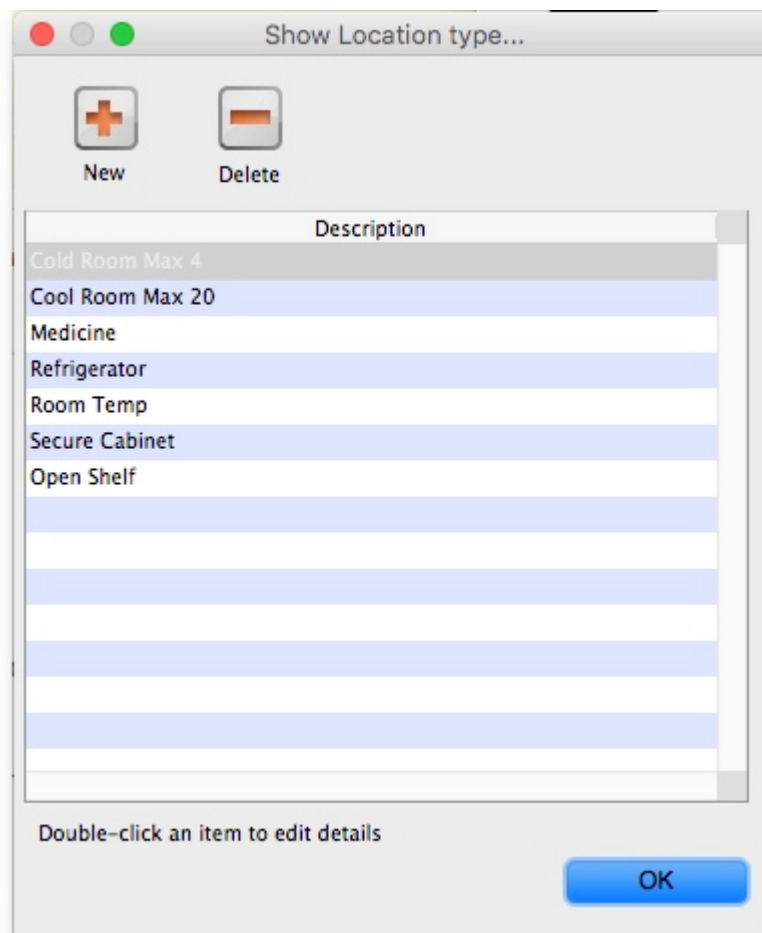 Show Location type...
New Delete
Description
Cold Room Max 4
Cool Room Max 20
Medicine
Refrigerator
Room Temp
Secure Cabinet
Open Shelf
Double-click an item to edit details
OK